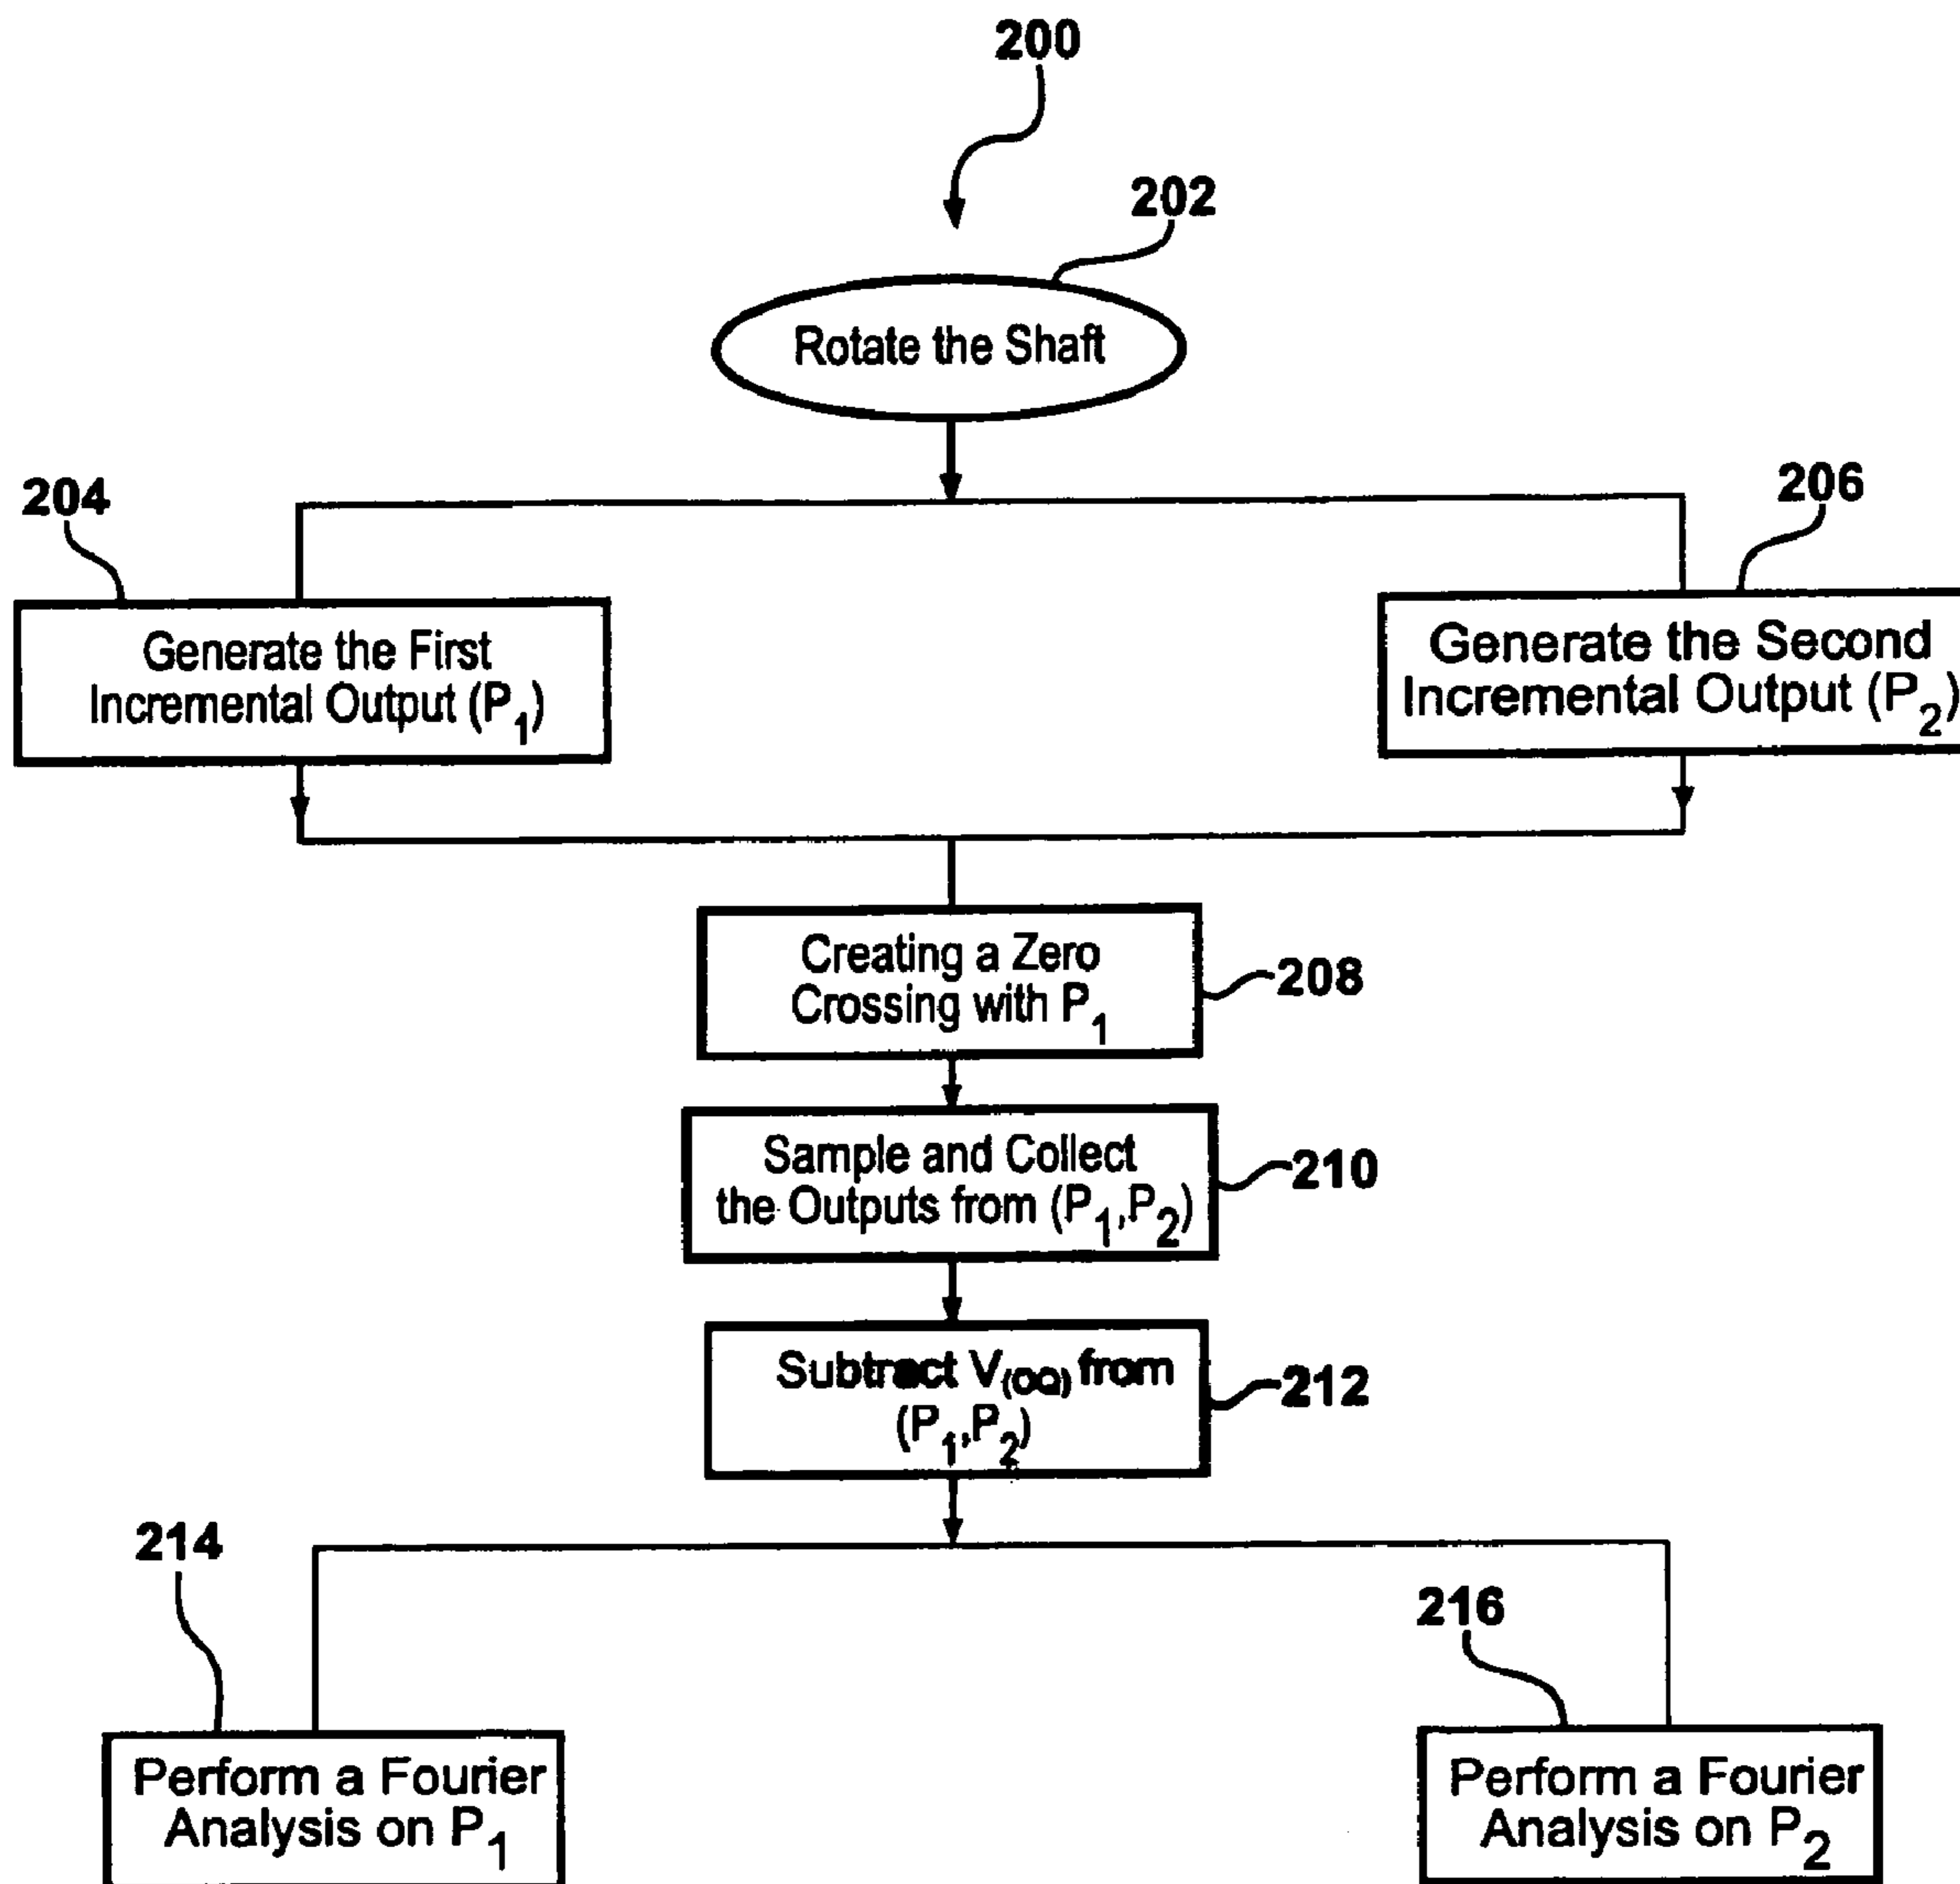 200
202
Rotate the Shaft
204
206
Generate the First
Incremental Output (P1)
Generate the Second
Incremental Output (P2)
Creating a Zero
Crossing with P1
208
Sample and Collect
the Outputs from (P1,P2)
210
Subtract V from
(P1,P2)
212
214
216
Perform a Fourier
Analysis on P1
Perform a Fourier
Analysis on P2